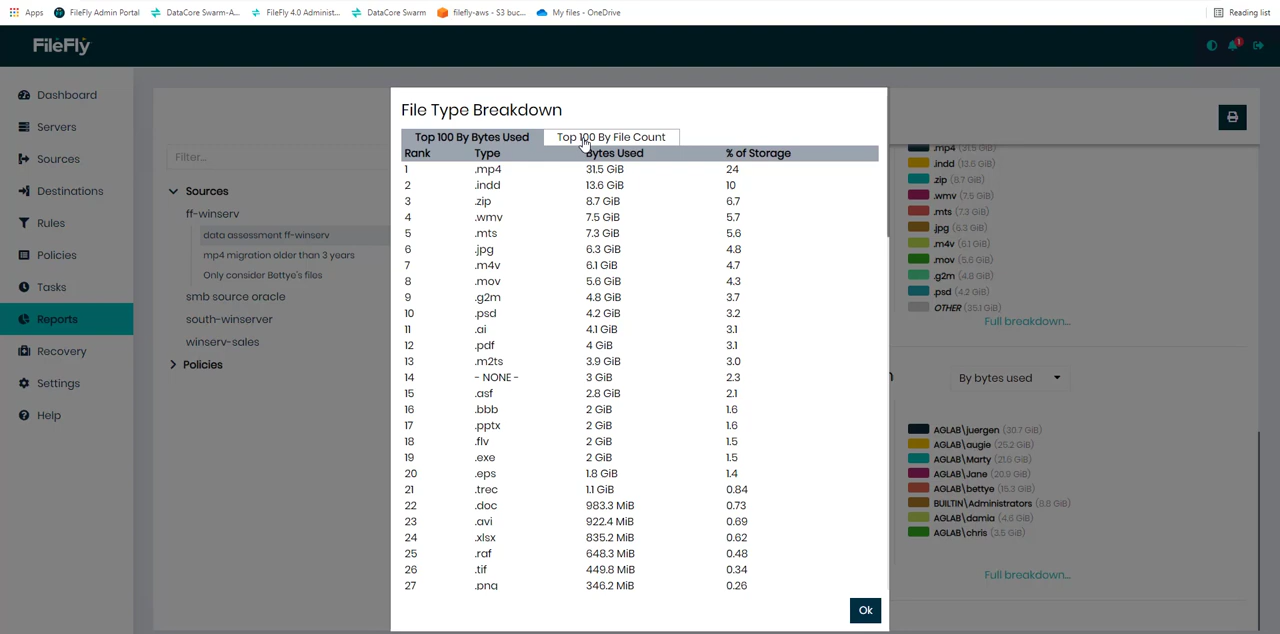 Apps FileFly Admin Portal DataCore Swarm-A... FileFly 4.0 Administ... DataCore Swarm filefly-aws - S3 buc... My files - OneDrive Reading list
FileFly 1
Dashboard
Servers
Sources
Destinations
Rules
Policies
Tasks
Reports
Recovery
Settings
Help
Filter...
Sources
ff-winserv
data assessment ff-winserv
mp4 migration older than 3 years
Only consider Bettye's files
smb source oracle
south-winserver
winserv-sales
Policies
File Type Breakdown
Top 100 By Bytes Used Top 100 By File Count
Rank Type Bytes Used % of Storage
1 .mp4 31.5 GiB 24
2 .indd 13.6 GiB 10
3 .zip 8.7 GiB 6.7
4 .wmv 7.5 GiB 5.7
5 .mts 7.3 GiB 5.6
6 .jpg 6.3 GiB 4.8
7 .m4v 6.1 GiB 4.7
8 .mov 5.6 GiB 4.3
9 .g2m 4.8 GiB 3.7
10 .psd 4.2 GiB 3.2
11 .ai 4.1 GiB 3.1
12 .pdf 4 GiB 3.1
13 .m2ts 3.9 GiB 3.0
14 - NONE - 3 GiB 2.3
15 .asf 2.8 GiB 2.1
16 .bbb 2 GiB 1.6
17 .pptx 2 GiB 1.6
18 .flv 2 GiB 1.5
19 .exe 2 GiB 1.5
20 .eps 1.8 GiB 1.4
21 .trec 1.1 GiB 0.84
22 .doc 983.3 MiB 0.73
23 .avi 922.4 MiB 0.69
24 .xlsx 835.2 MiB 0.62
25 .raf 648.3 MiB 0.48
26 .tif 449.8 MiB 0.34
27 .png 346.2 MiB 0.26
Ok
.mp4 (31.5 GiB)
.indd (13.6 GiB)
.zip (8.7 GiB)
.wmv (7.5 GiB)
.mts (7.3 GiB)
.jpg (6.3 GiB)
.m4v (6.1 GiB)
.mov (5.6 GiB)
.g2m (4.8 GiB)
.psd (4.2 GiB)
OTHER (35.1 GiB)
Full breakdown...
By bytes used
AGLAB\juergen (30.7 GiB)
AGLAB\augie (25.2 GiB)
AGLAB\Marty (21.6 GiB)
AGLAB\Jane (20.9 GiB)
AGLAB\bettye (15.3 GiB)
BUILTIN\Administrators (8.8 GiB)
AGLAB\damia (4.6 GiB)
AGLAB\chris (3.5 GiB)
Full breakdown...